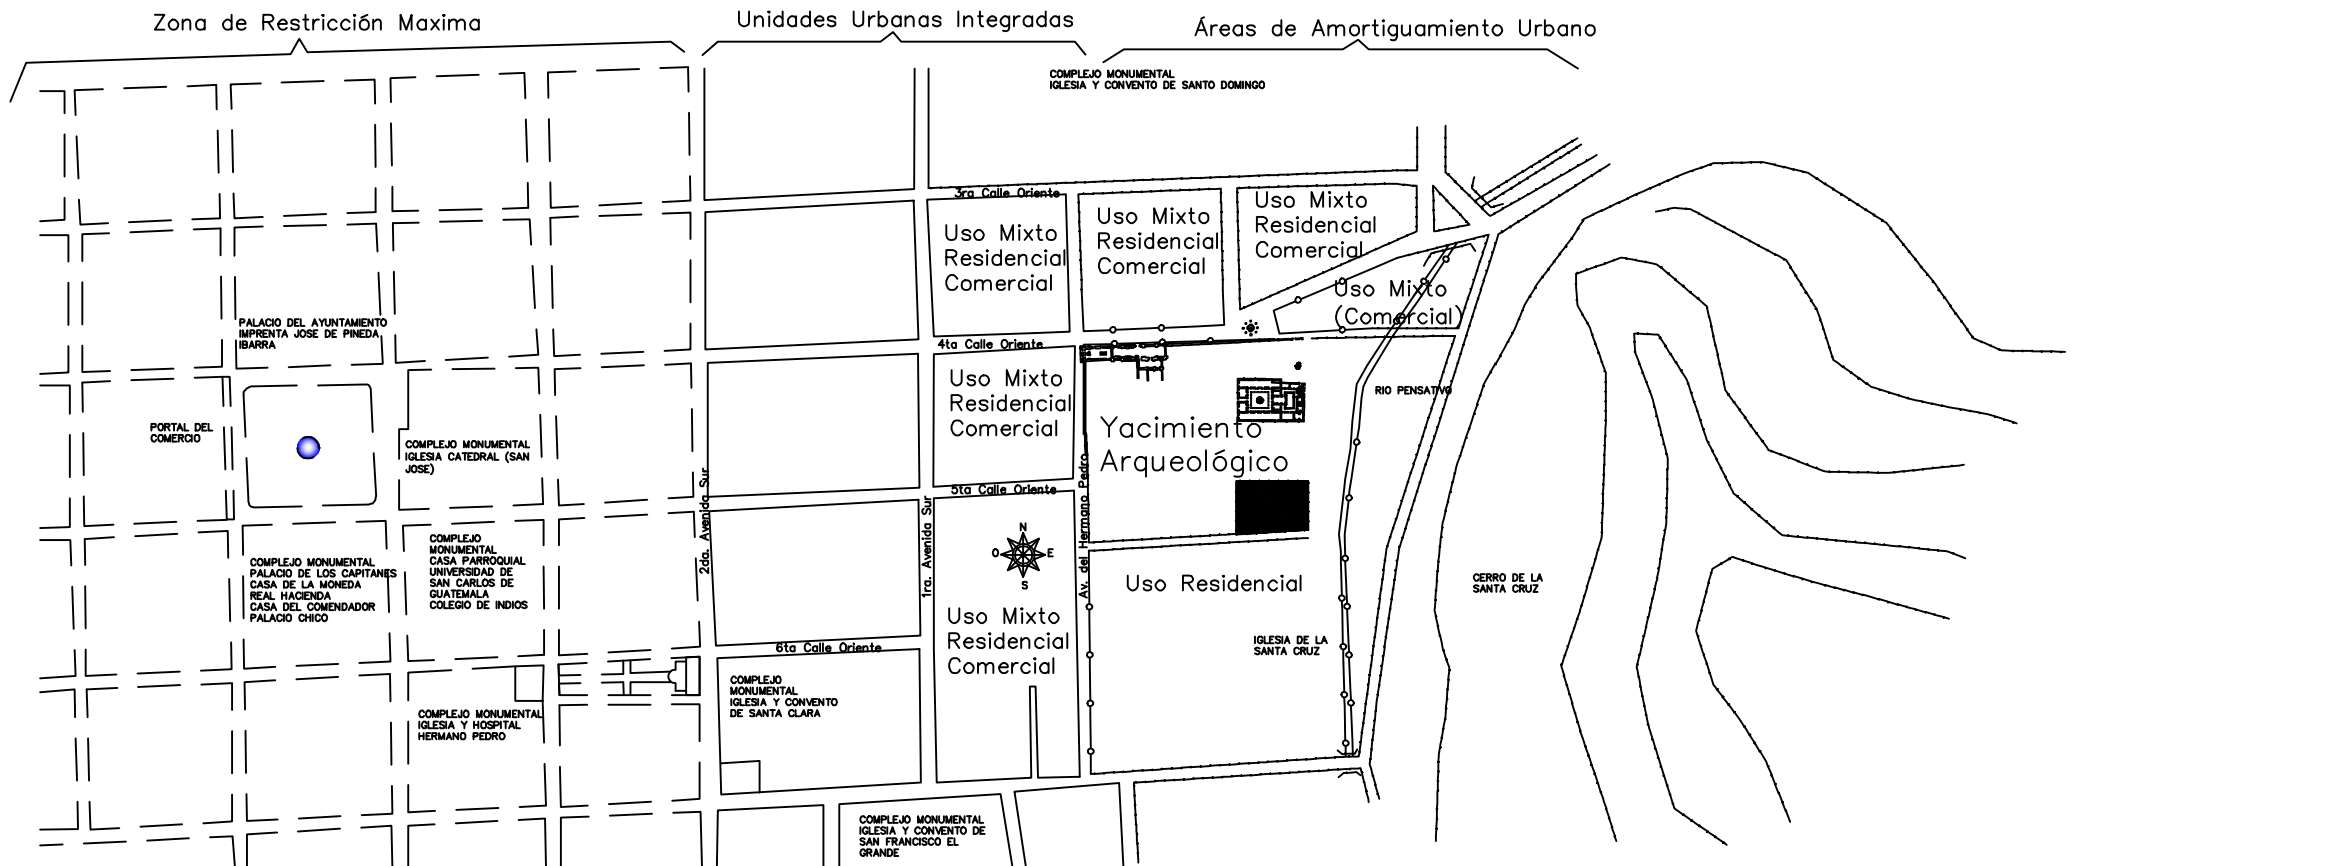 Zona de Restricción Maxima
Unidades Urbanas Integradas
Áreas de Amortiguamiento Urbano
COMPLEJO MONUMENTAL
IGLESIA Y CONVENTO DE SANTO DOMINGO
3ra Calle Oriente
Uso Mixto
Residencial
Comercial
Uso Mixto
Residencial
Comercial
Uso Mixto
Residencial
Comercial
Uso Mixto
(Comercial)
PALACIO DEL AYUNTAMIENTO
IMPRENTA JOSE DE PINEDA
IBARRA
4ta Calle Oriente
Uso Mixto
Residencial
Comercial
RIO PENSATIVO
PORTAL DEL
COMERCIO
COMPLEJO MONUMENTAL
IGLESIA CATEDRAL (SAN
JOSE)
Yacimiento
Arqueológico
2da. Avenida Sur
1ra. Avenida Sur
Av. del Hermano Pedro
5ta Calle Oriente
N
O
E
S
COMPLEJO MONUMENTAL
PALACIO DE LOS CAPITANES
CASA DE LA MONEDA
REAL HACIENDA
CASA DEL COMENDADOR
PALACIO CHICO
COMPLEJO
MONUMENTAL
CASA PARROQUIAL
UNIVERSIDAD DE
SAN CARLOS DE
GUATEMALA
COLEGIO DE INDIOS
Uso Residencial
CERRO DE LA
SANTA CRUZ
Uso Mixto
Residencial
Comercial
IGLESIA DE LA
SANTA CRUZ
6ta Calle Oriente
COMPLEJO
MONUMENTAL
IGLESIA Y CONVENTO
DE SANTA CLARA
COMPLEJO MONUMENTAL
IGLESIA Y HOSPITAL
HERMANO PEDRO
COMPLEJO MONUMENTAL
IGLESIA Y CONVENTO DE
SAN FRANCISCO EL
GRANDE